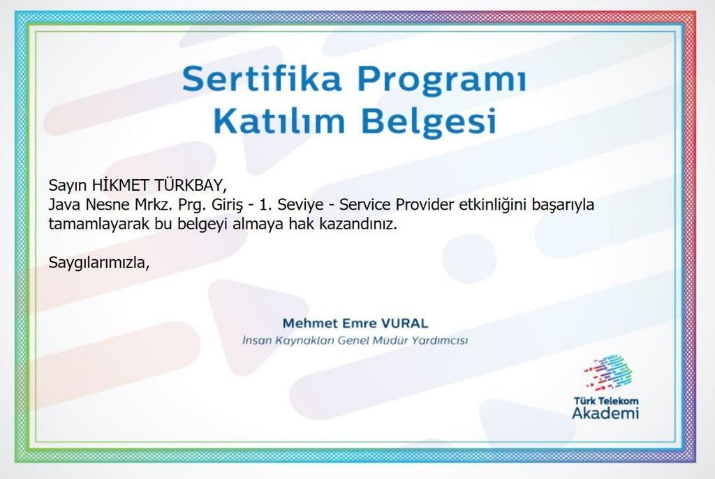 Sertifika Programı
Katılım Belgesi
Sayın HİKMET TÜRKBAY,
Java Nesne Mrkz. Prg. Giriş - 1. Seviye - Service Provider etkinliğini başarıyla
tamamlayarak bu belgeyi almaya hak kazandınız.
Saygılarımızla,
Mehmet Emre VURAL
İnsan Kaynakları Genel Müdür Yardımcısı
Türk Telekom
Akademi